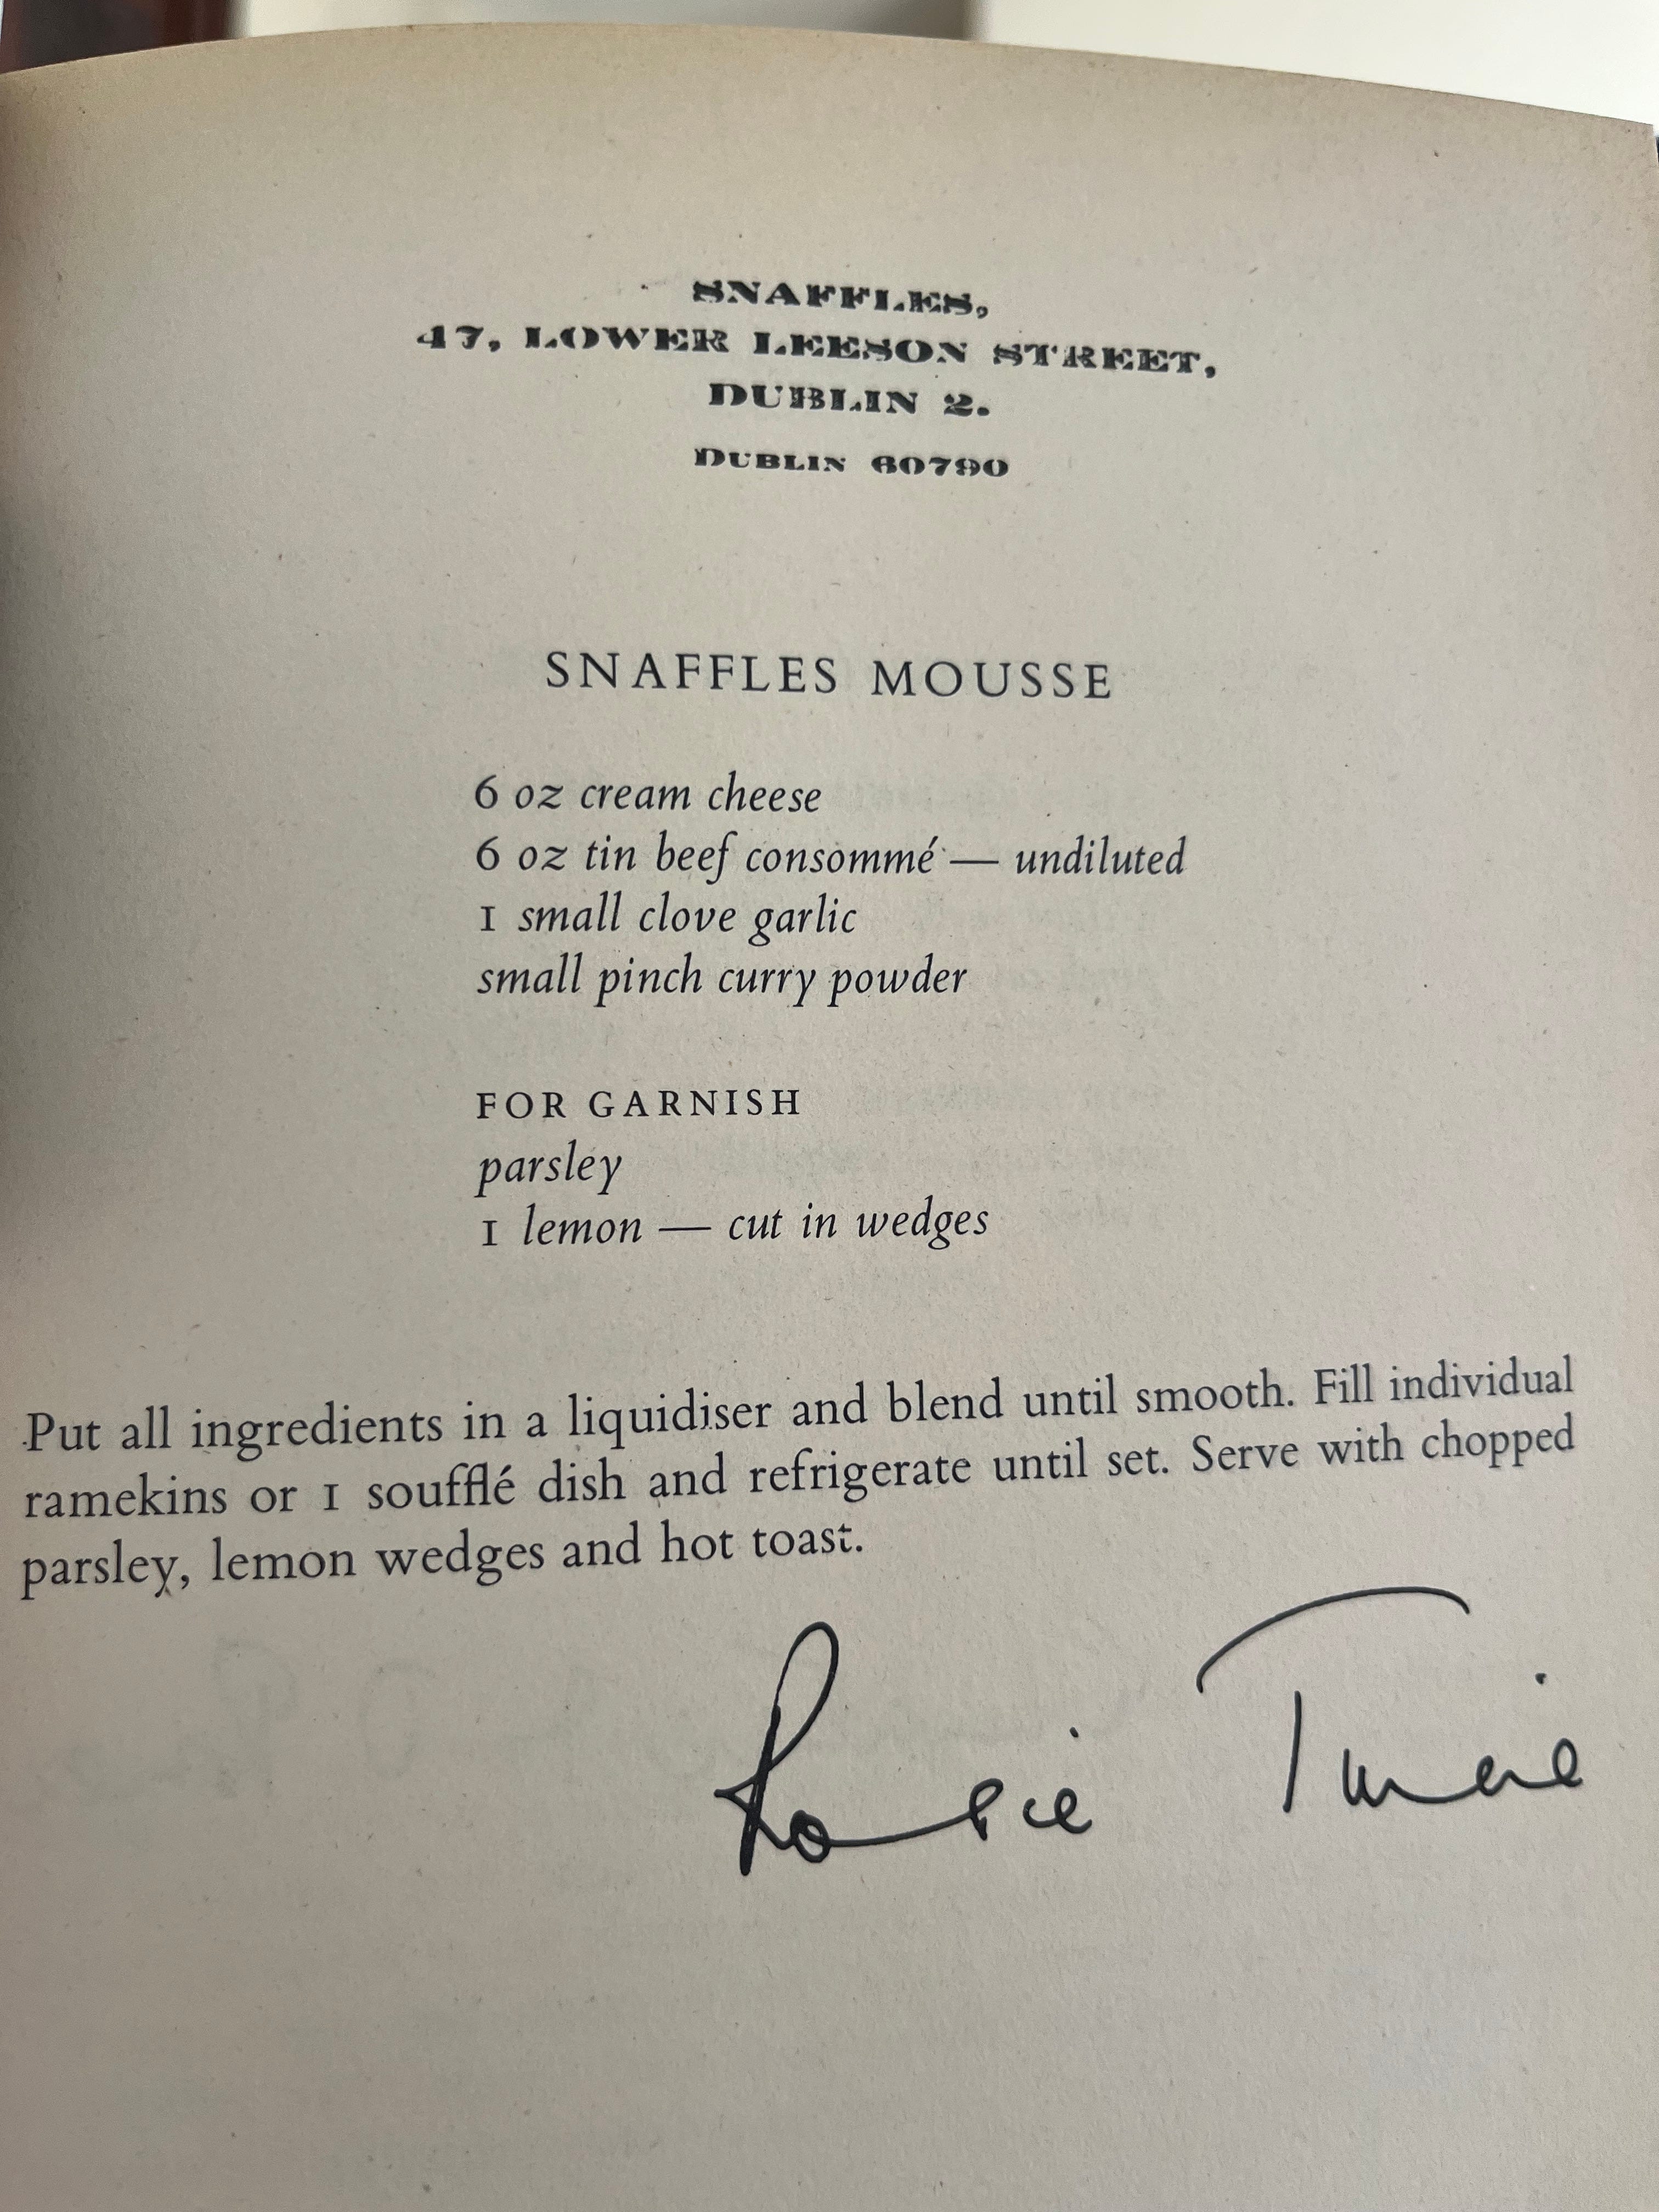 SNAFFLES,
47, LOWER LEESON STREET,
DUBLIN 2.
DUBLIN 60790
SNAFFLES MOUSSE
6 oz cream cheese
6 oz tin beef consommé — undiluted
1 small clove garlic
small pinch curry powder
FOR GARNISH
parsley
1 lemon — cut in wedges
Put all ingredients in a liquidiser and blend until smooth. Fill individual
ramekins or 1 soufflé dish and refrigerate until set. Serve with chopped
parsley, lemon wedges and hot toast.
Rosie